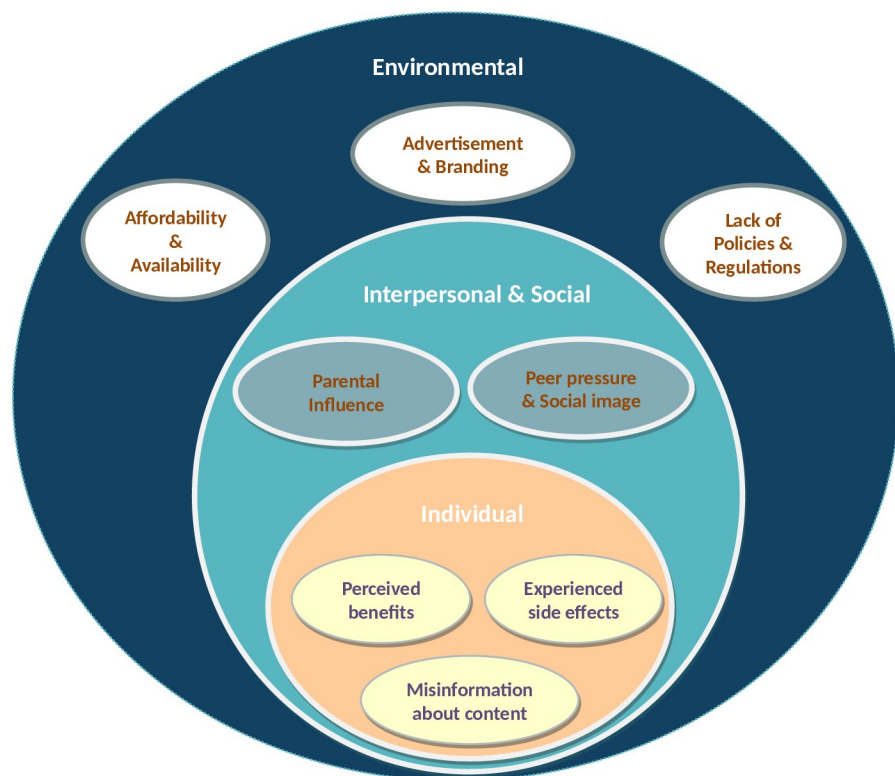 Environmental
Advertisement
& Branding
Affordability
&
Availability
Lack of
Policies &
Regulations
Interpersonal & Social
Parental
Influence
Peer pressure
& Social image
Individual
Perceived
benefits
Experienced
side effects
Misinformation
about content